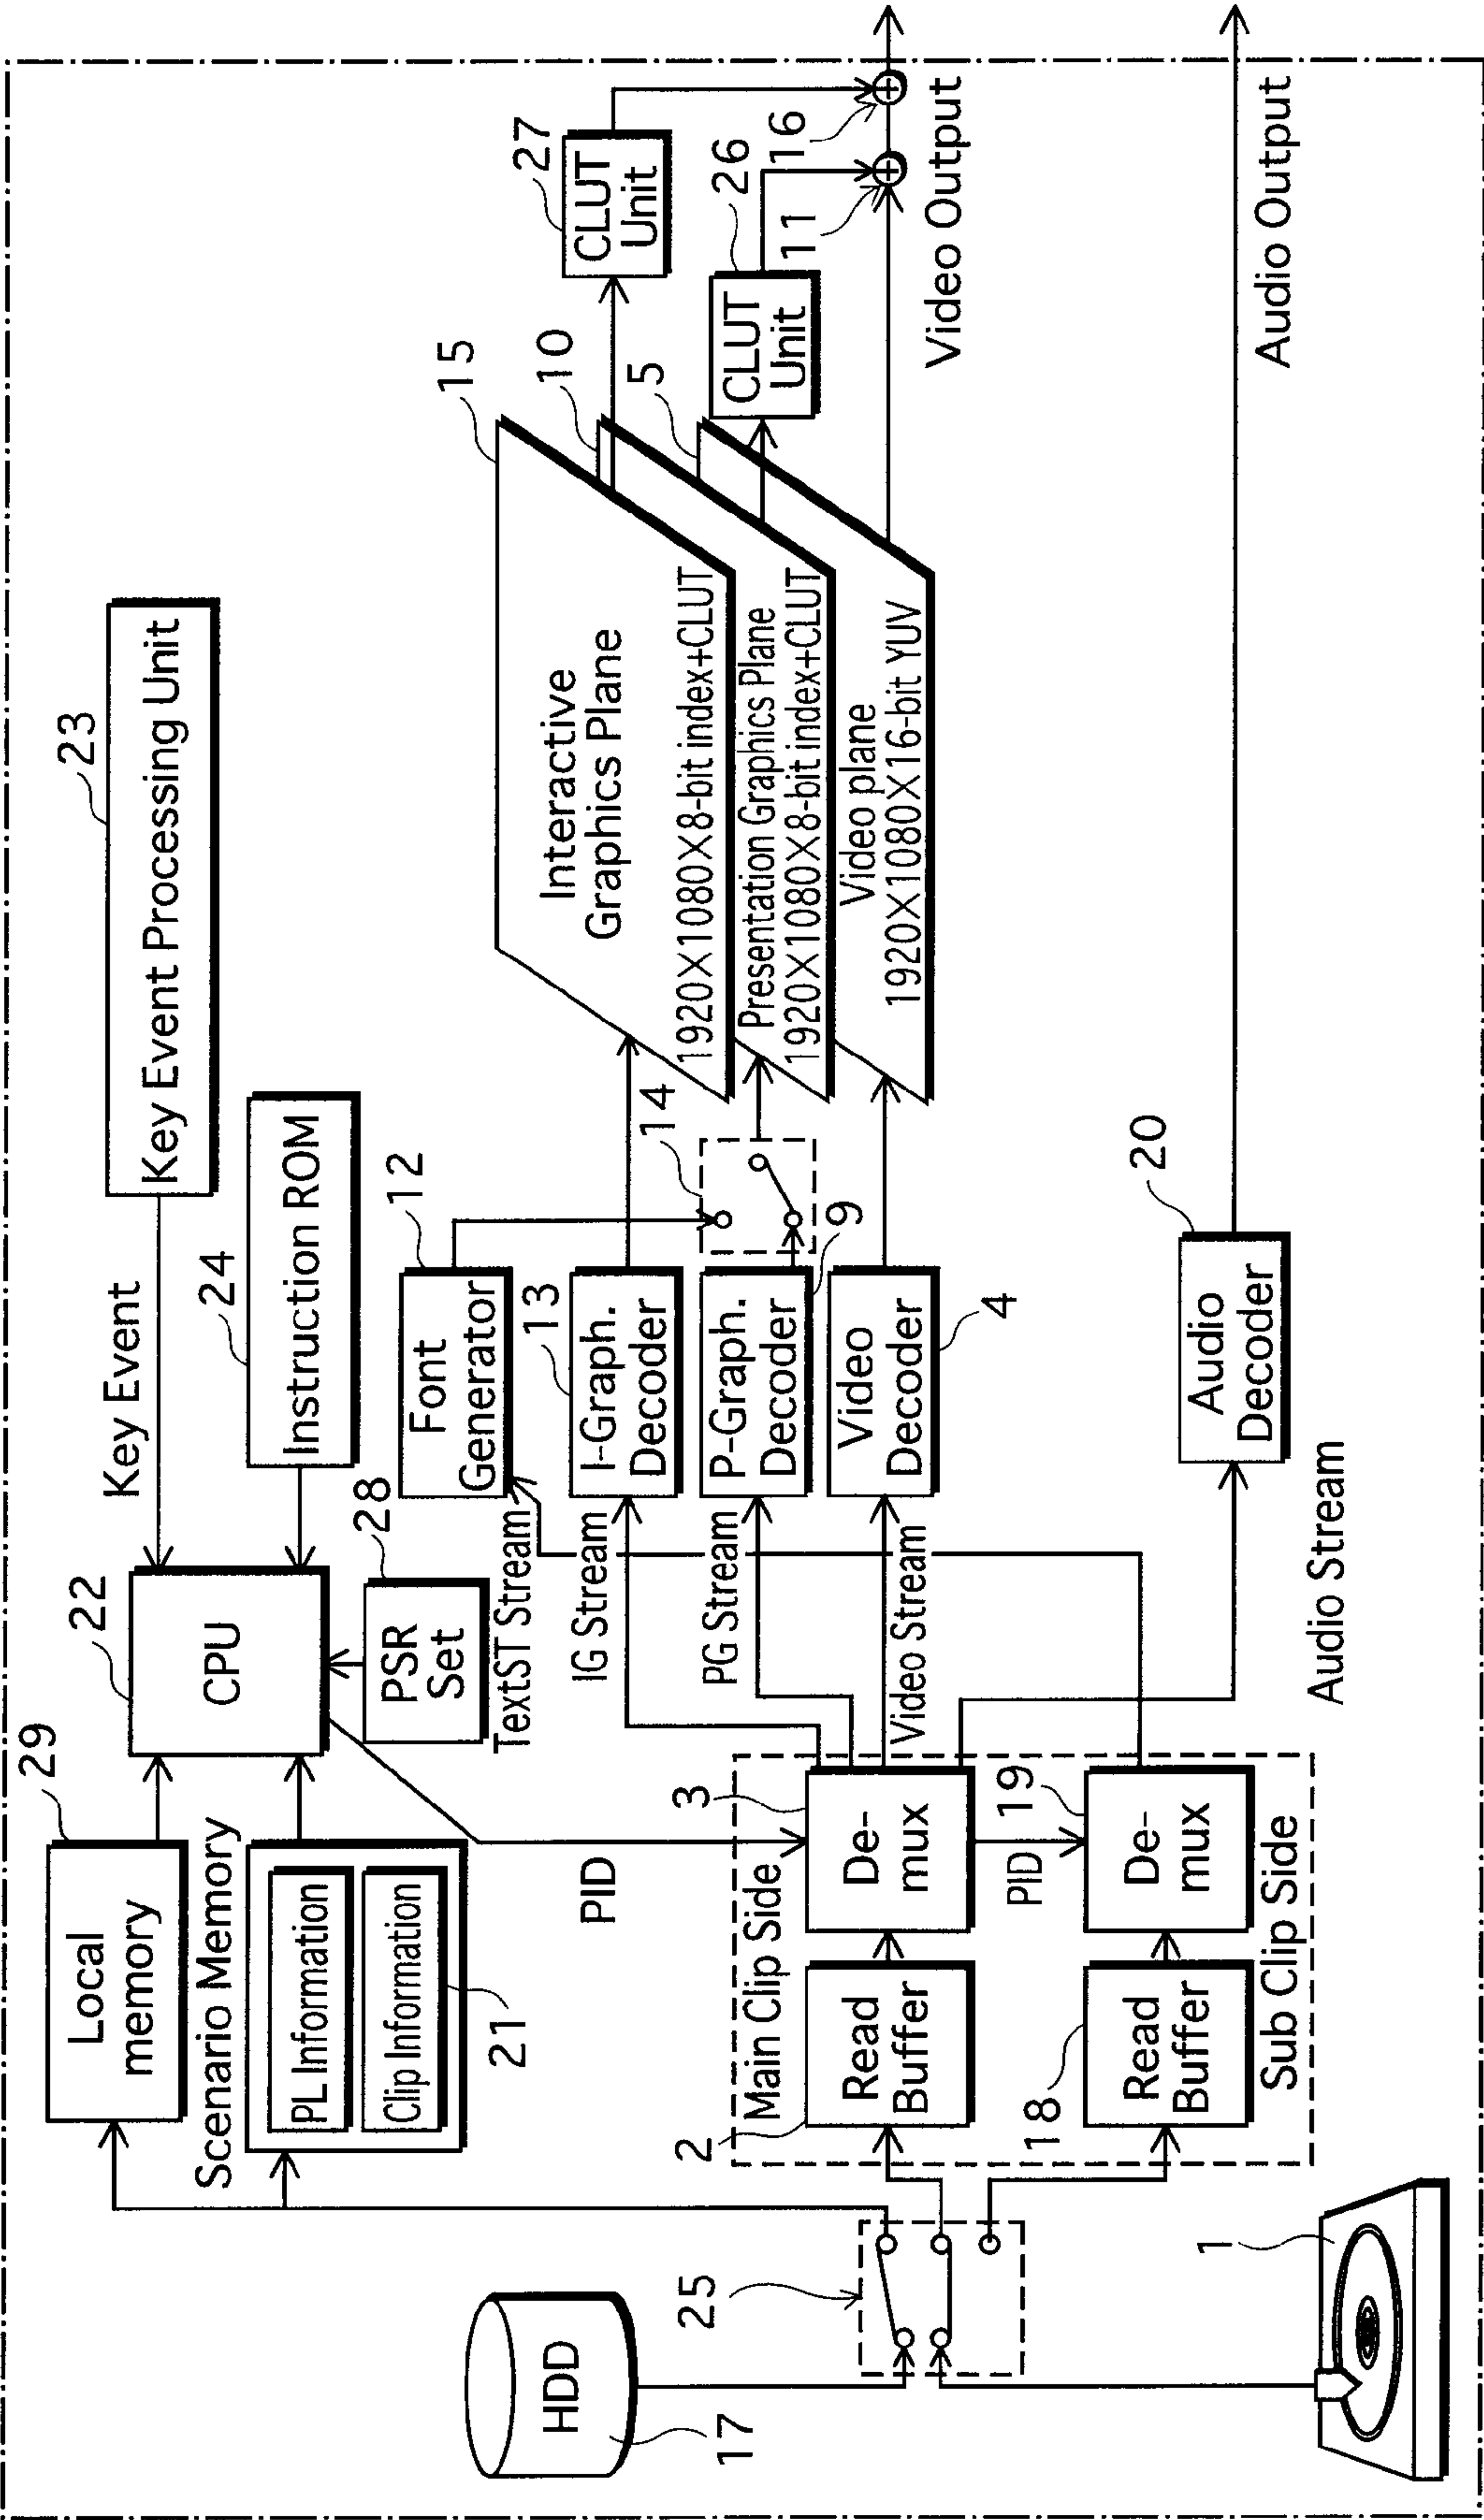 29
Local
memory
Scenario Memory
PL Information
Clip Information
21
22
CPU
28
PSR
Set
Key Event
23
Key Event Processing Unit
24
Instruction ROM
HDD
17
25
1
PID
Main Clip Side
2
Read
Buffer
3
De-
mux
PID
18
Read
Buffer
19
De-
mux
Sub Clip Side
TextST Stream
IG Stream
PG Stream
Video Stream
Audio Stream
12
Font
Generator
13
I-Graph.
Decoder
P-Graph.
Decoder
9
Video
Decoder
4
14
20
Audio
Decoder
15
Interactive
Graphics Plane
1920×1080×8-bit index+CLUT
10
Presentation Graphics Plane
1920×1080×8-bit index+CLUT
5
Video plane
1920×1080×16-bit YUV
27
CLUT
Unit
26
CLUT
Unit
16
11
Video Output
Audio Output